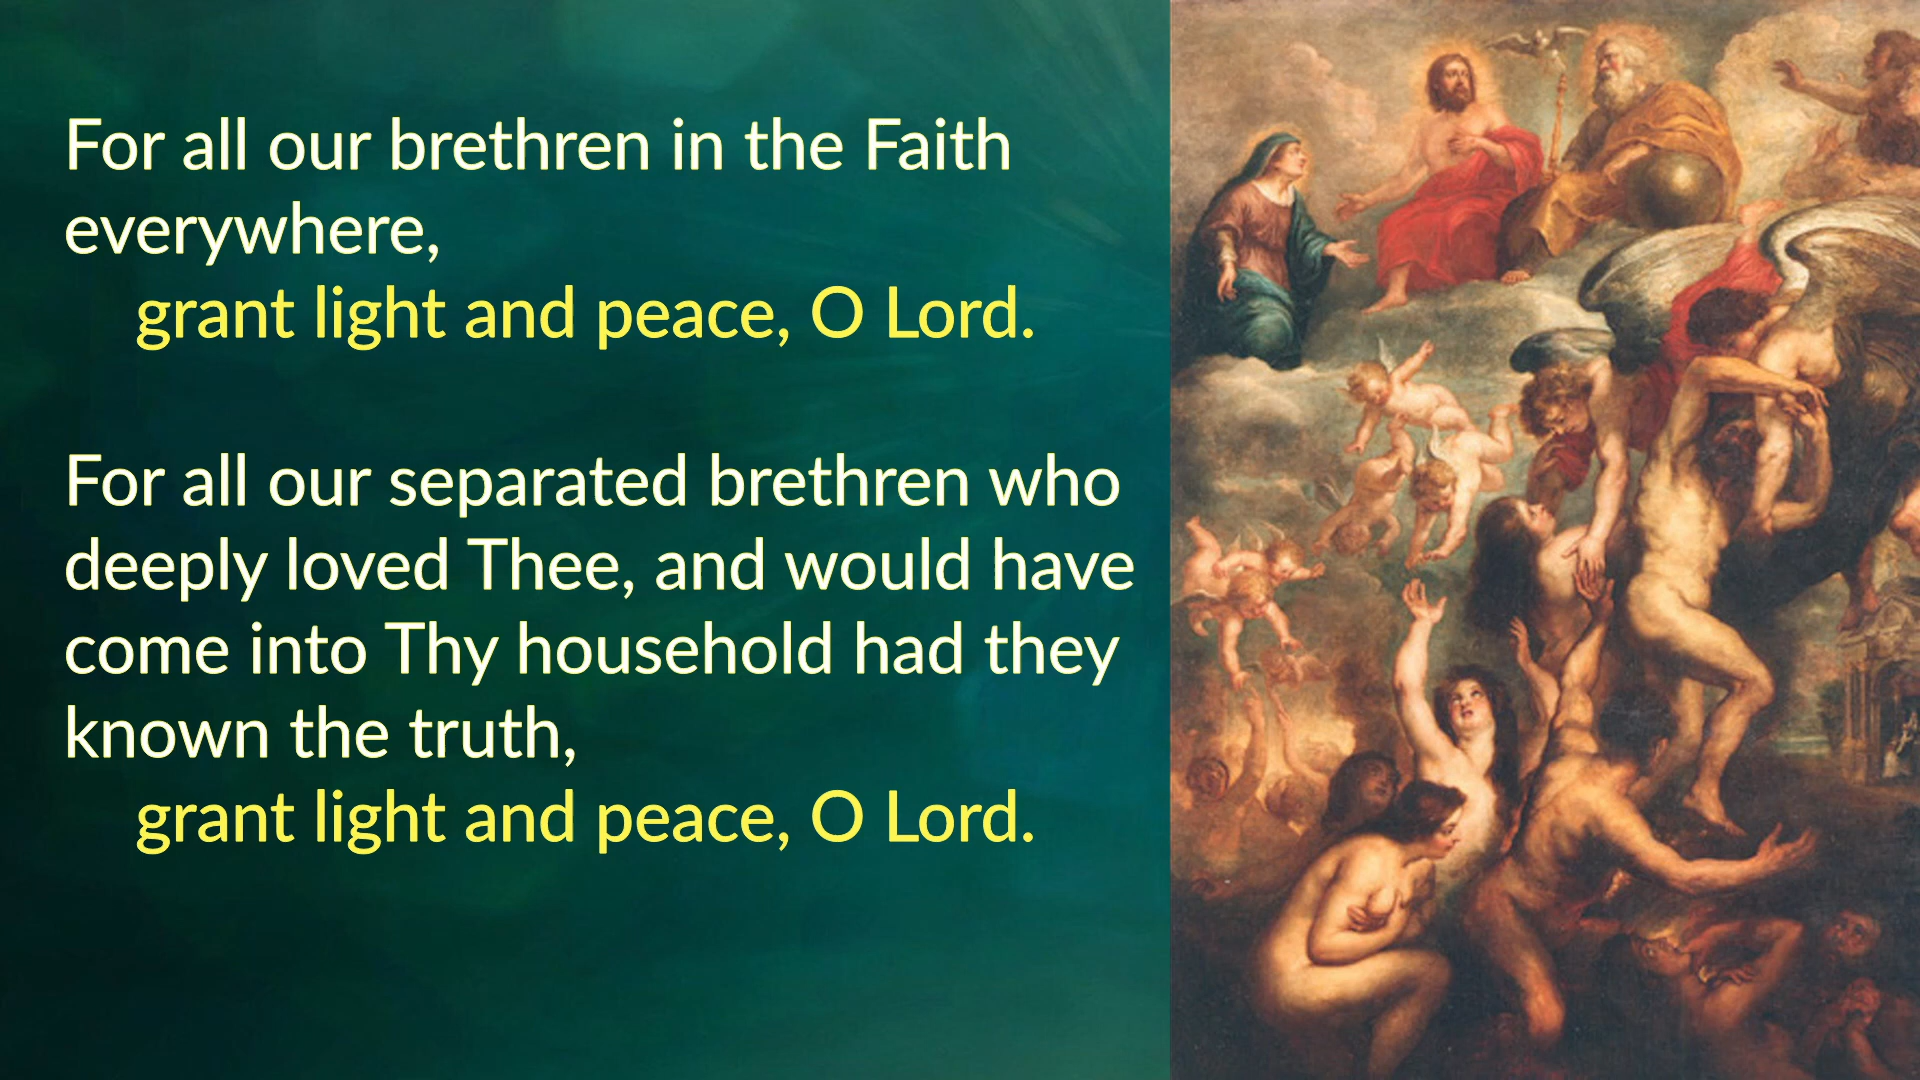 For all our brethren in the Faith
everywhere,
grant light and peace, O Lord.
For all our separated brethren who
deeply loved Thee, and would have
come into Thy household had they
known the truth,
grant light and peace, O Lord.